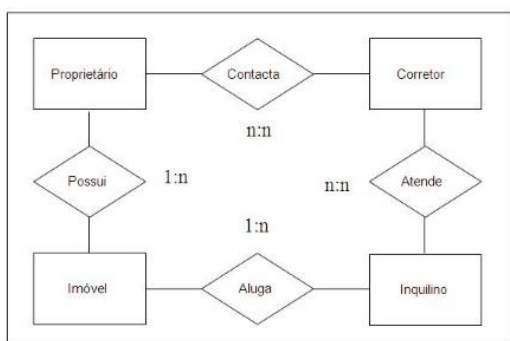 Proprietário
Contacta
Corretor
n:n
Possui
1:n
n:n
Atende
1:n
Imóvel
Aluga
Inquilino